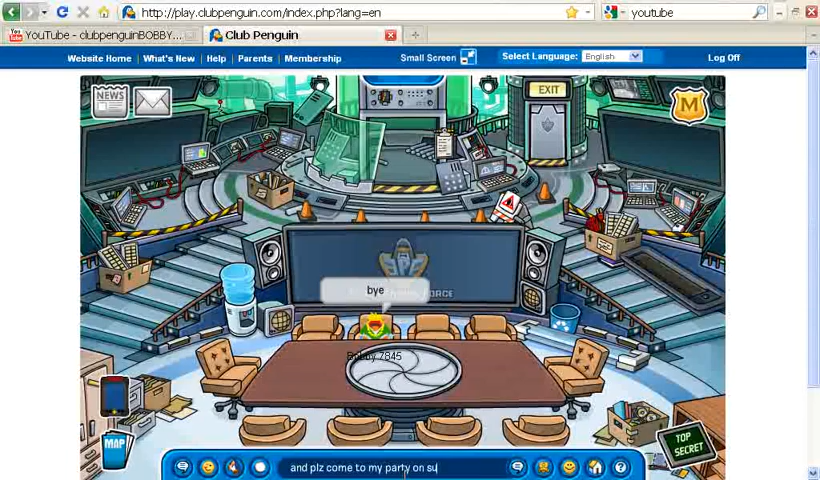 http://play.clubpenguin.com/index.php?lang=en
youtube
YouTube - clubpenguinBOBBY...
Club Penguin
Website Home
What's New
Help
Parents
Membership
Small Screen
Select Language:
English
Log Off
NEWS
EXIT
M
bye
FORCE
7845
MAP
TOP
SECRET
and plz come to my party on su